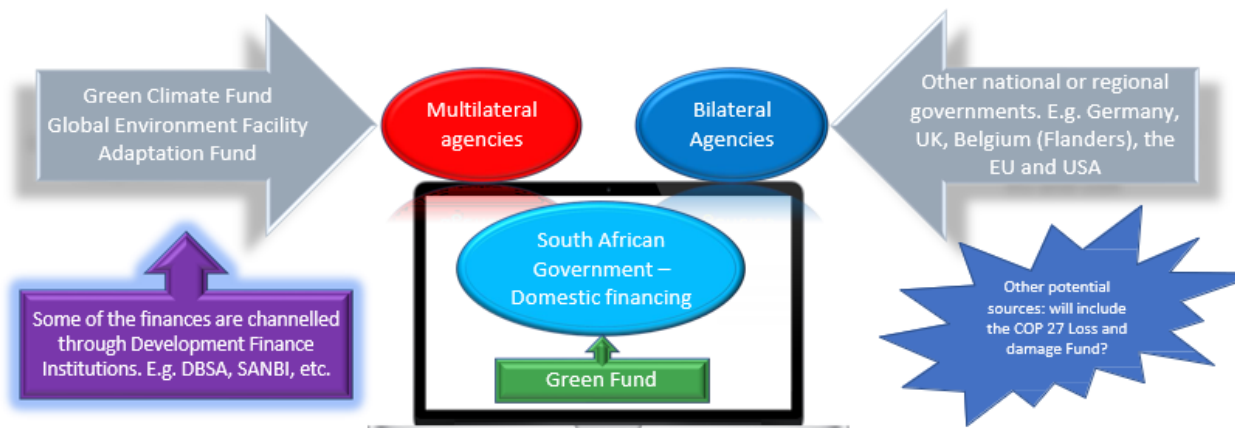 Green Climate Fund
Global Environment Facility
Adaptation Fund
Multilateral
agencies
Bilateral
Agencies
Other national or regional
governments. E.g. Germany,
UK, Belgium (Flanders), the
EU and USA
South African
Government –
Domestic financing
Green Fund
Some of the finances are channelled
through Development Finance
Institutions. E.g. DBSA, SANBI, etc.
Other potential
sources: will include
the COP 27 Loss and
damage Fund?